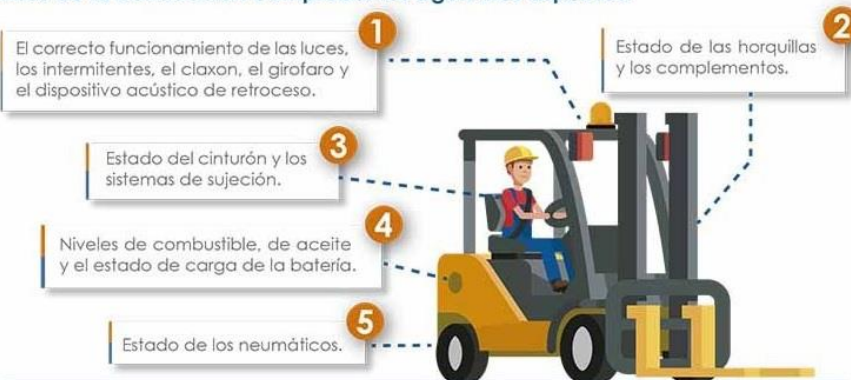 1
El correcto funcionamiento de las luces,
los intermitentes, el claxon, el girofaro y
el dispositivo acústico de retroceso.
2
Estado de las horquillas
y los complementos.
3
Estado del cinturón y los
sistemas de sujeción.
4
Niveles de combustible, de aceite
y el estado de carga de la batería.
5
Estado de los neumáticos.